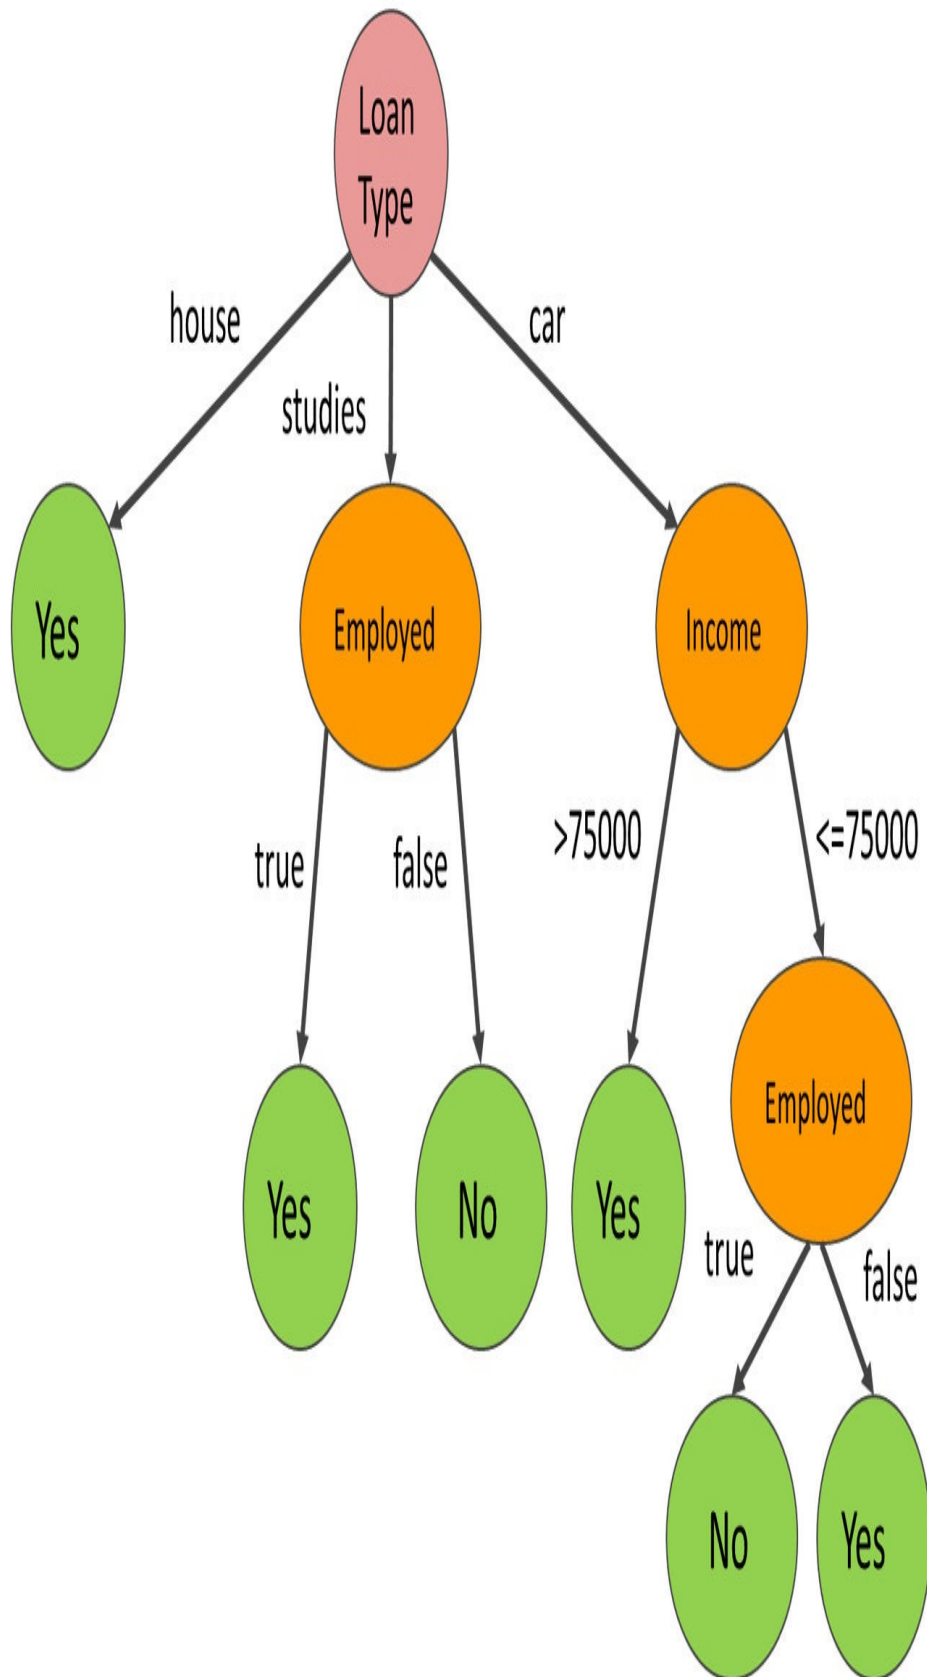 Loan
Type
house
car
studies
Yes
Employed
Income
>75000
<=75000
true
false
Employed
Yes
No
Yes
true
false
No
Yes